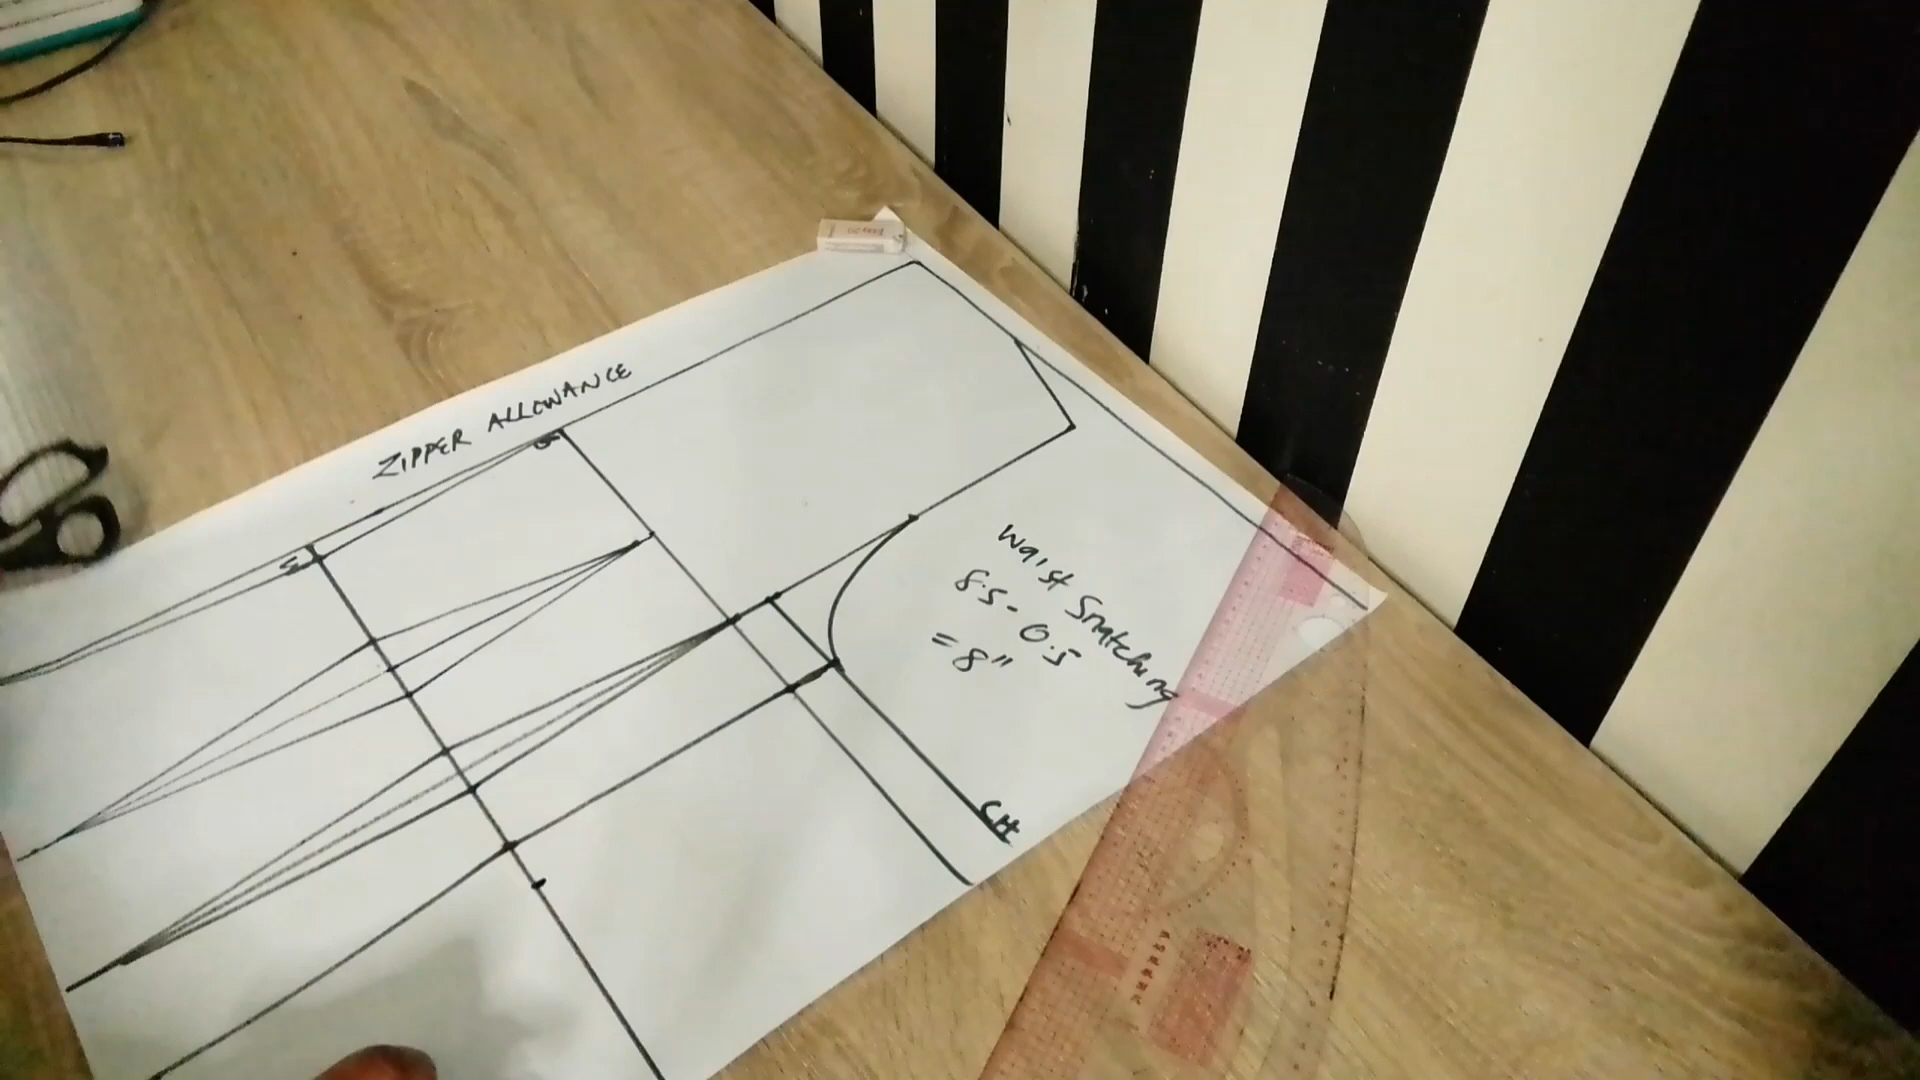 ZIPPER ALLOWANCE
Waist Snatching
8.5 - 0.5
= 8"
CH